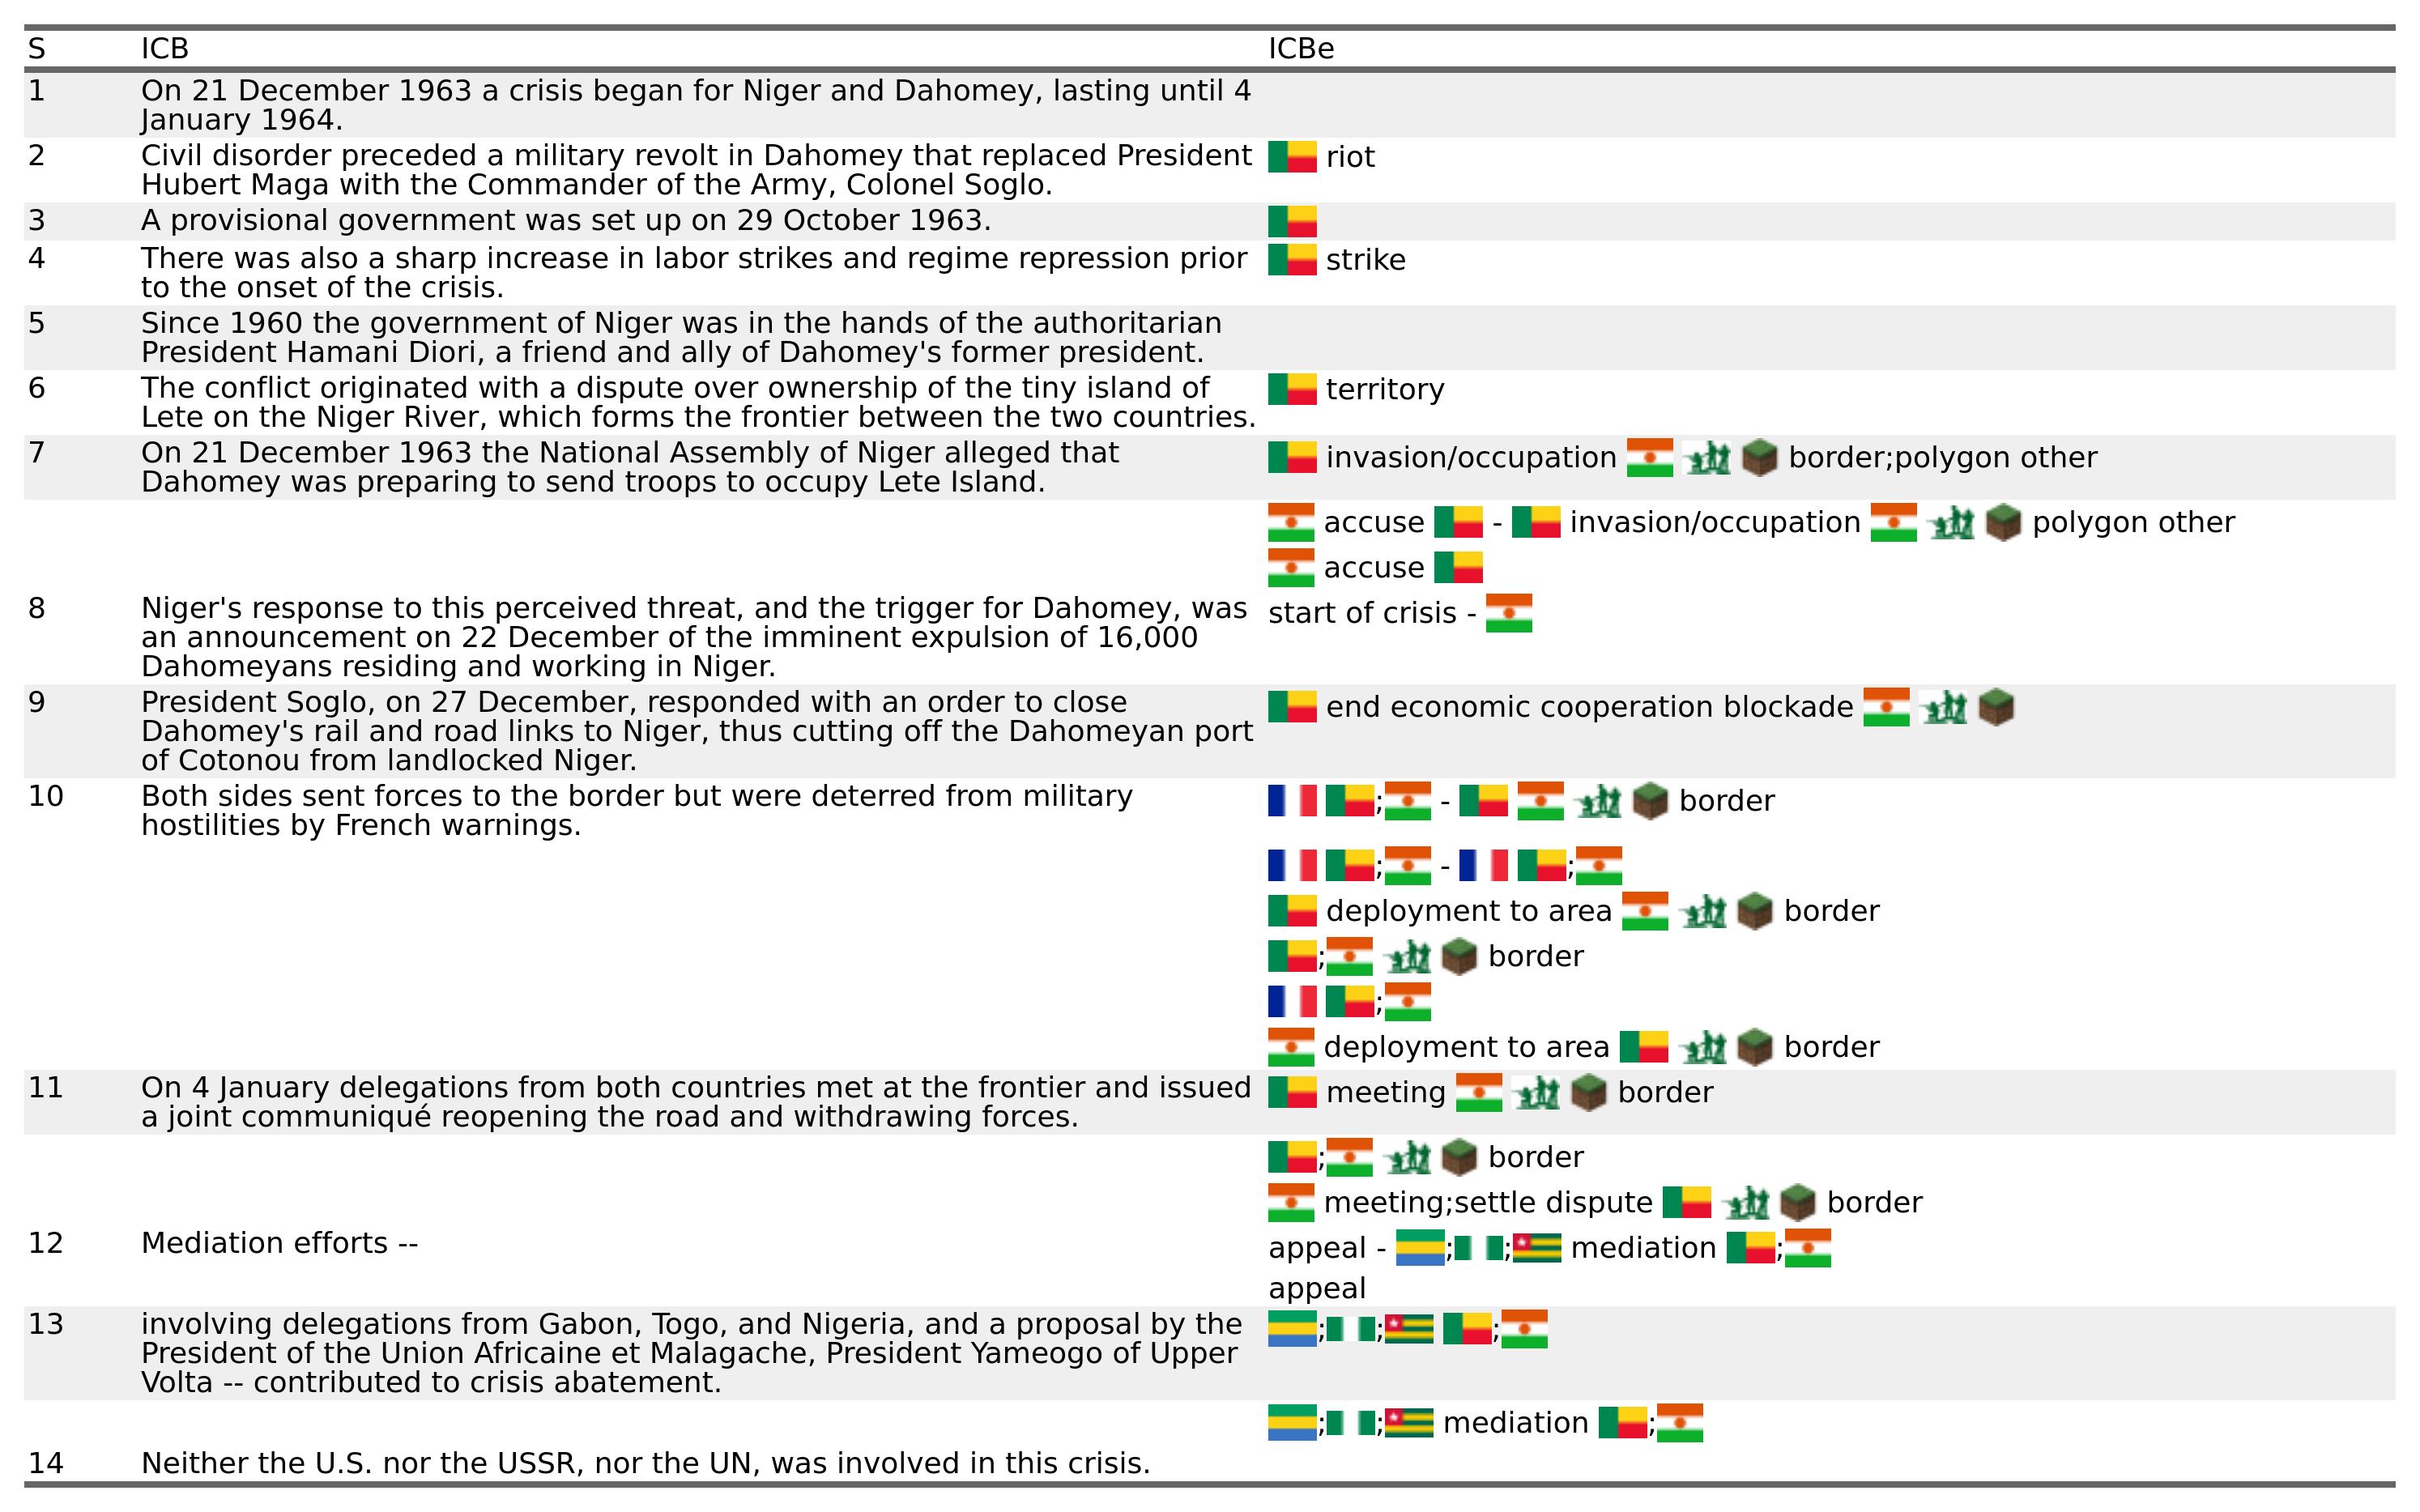 S ICB ICBe
1 On 21 December 1963 a crisis began for Niger and Dahomey, lasting until 4
January 1964.
2 Civil disorder preceded a military revolt in Dahomey that replaced President riot
Hubert Maga with the Commander of the Army, Colonel Soglo.
3 A provisional government was set up on 29 October 1963.
4 There was also a sharp increase in labor strikes and regime repression prior strike
to the onset of the crisis.
5 Since 1960 the government of Niger was in the hands of the authoritarian
President Hamani Diori, a friend and ally of Dahomey's former president.
6 The conflict originated with a dispute over ownership of the tiny island of territory
Lete on the Niger River, which forms the frontier between the two countries.
7 On 21 December 1963 the National Assembly of Niger alleged that invasion/occupation border;polygon other
Dahomey was preparing to send troops to occupy Lete Island.
accuse - invasion/occupation polygon other
accuse
8 Niger's response to this perceived threat, and the trigger for Dahomey, was start of crisis -
an announcement on 22 December of the imminent expulsion of 16,000
Dahomeyans residing and working in Niger.
9 President Soglo, on 27 December, responded with an order to close end economic cooperation blockade
Dahomey's rail and road links to Niger, thus cutting off the Dahomeyan port
of Cotonou from landlocked Niger.
10 Both sides sent forces to the border but were deterred from military ; - border
hostilities by French warnings.
; - ;
deployment to area border
; border
;
deployment to area border
11 On 4 January delegations from both countries met at the frontier and issued meeting border
a joint communiqué reopening the road and withdrawing forces.
; border
meeting;settle dispute border
12 Mediation efforts -- appeal - ; ; mediation ;
appeal
13 involving delegations from Gabon, Togo, and Nigeria, and a proposal by the ; ; ;
President of the Union Africaine et Malagache, President Yameogo of Upper
Volta -- contributed to crisis abatement.
; ; mediation ;
14 Neither the U.S. nor the USSR, nor the UN, was involved in this crisis.